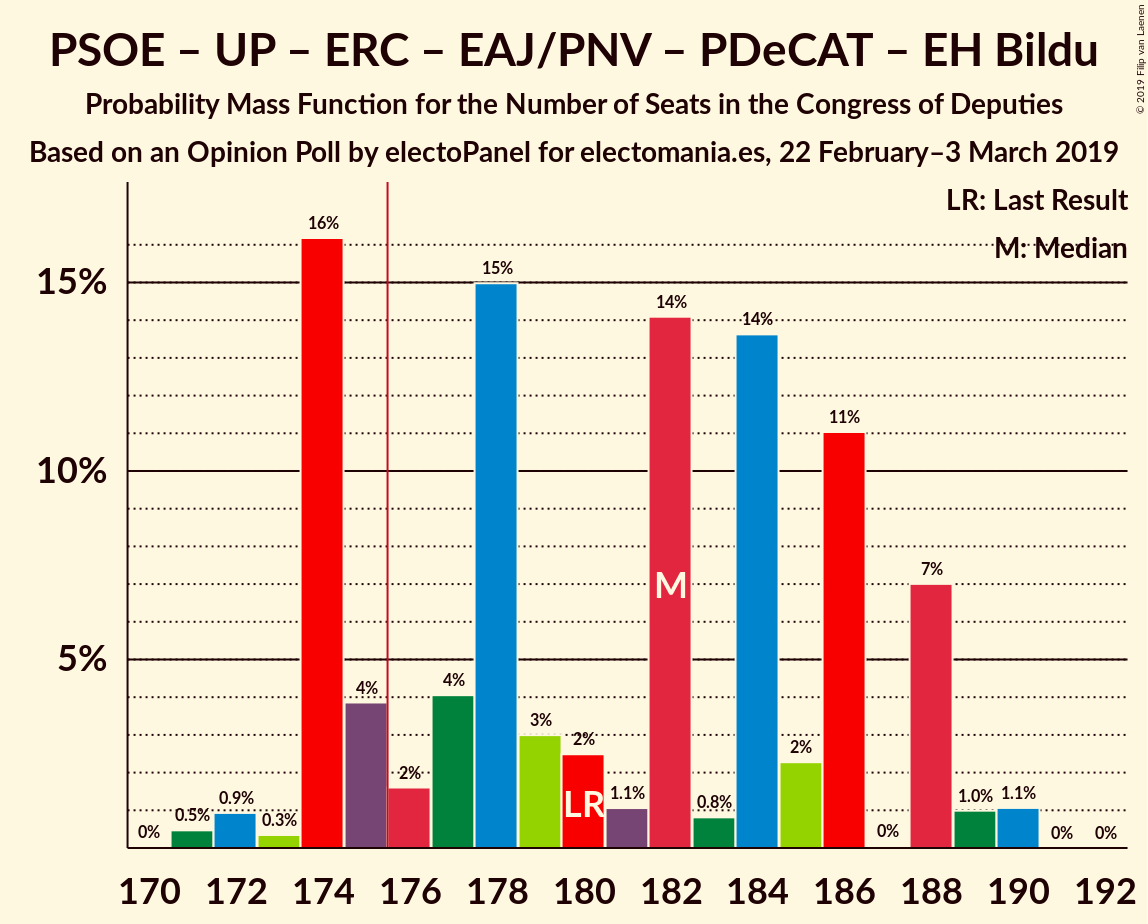 PSOE – UP – ERC – EAJ/PNV – PDeCAT – EH Bildu
Probability Mass Function for the Number of Seats in the Congress of Deputies
Based on an Opinion Poll by electoPanel for electomania.es, 22 February–3 March 2019
© 2019 Filip van Laenen
LR: Last Result
M: Median
15%
10%
5%
0%
0.5%
0.9%
0.3%
16%
4%
2%
4%
15%
3%
2%
1.1%
14%
0.8%
14%
2%
11%
0%
7%
1.0%
1.1%
0%
0%
M
LR
170 172 174 176 178 180 182 184 186 188 190 192